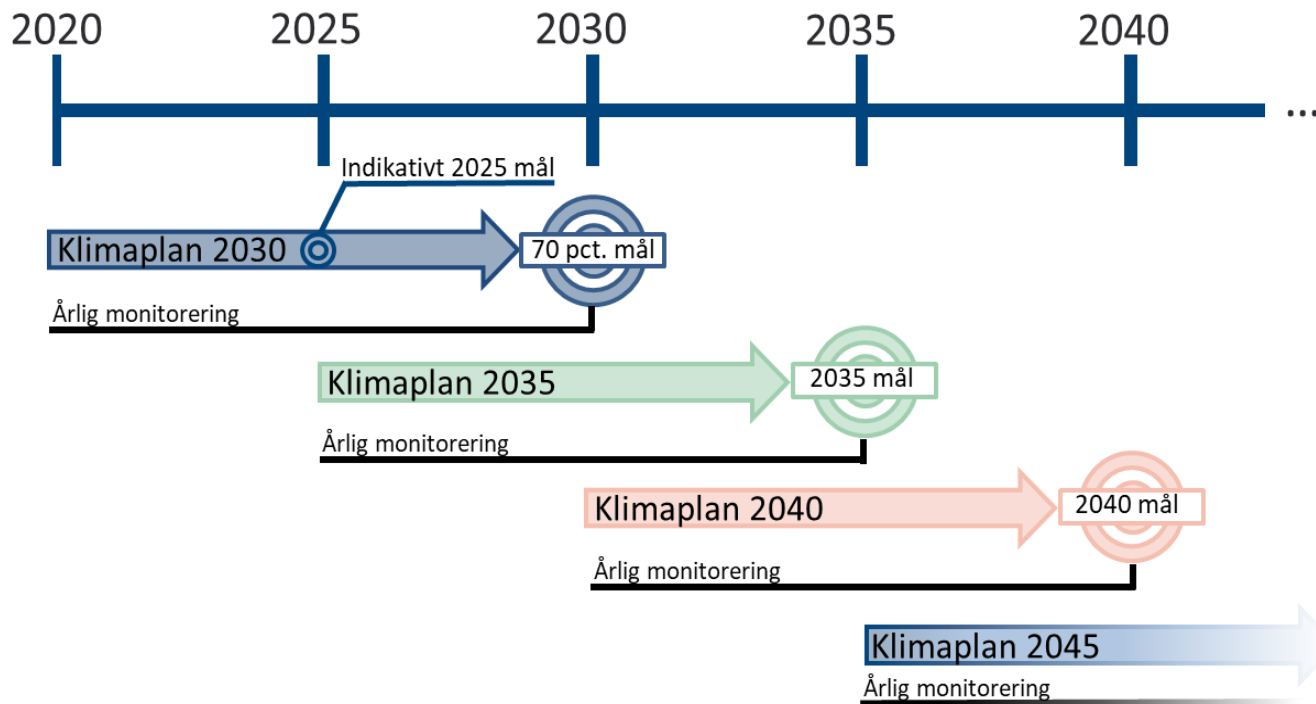 2020 2025 2030 2035 2040
...
Indikativt 2025 mål
Klimaplan 2030
70 pct. mål
Årlig monitorering
Klimaplan 2035
2035 mål
Årlig monitorering
Klimaplan 2040
2040 mål
Årlig monitorering
Klimaplan 2045
Årlig monitorering